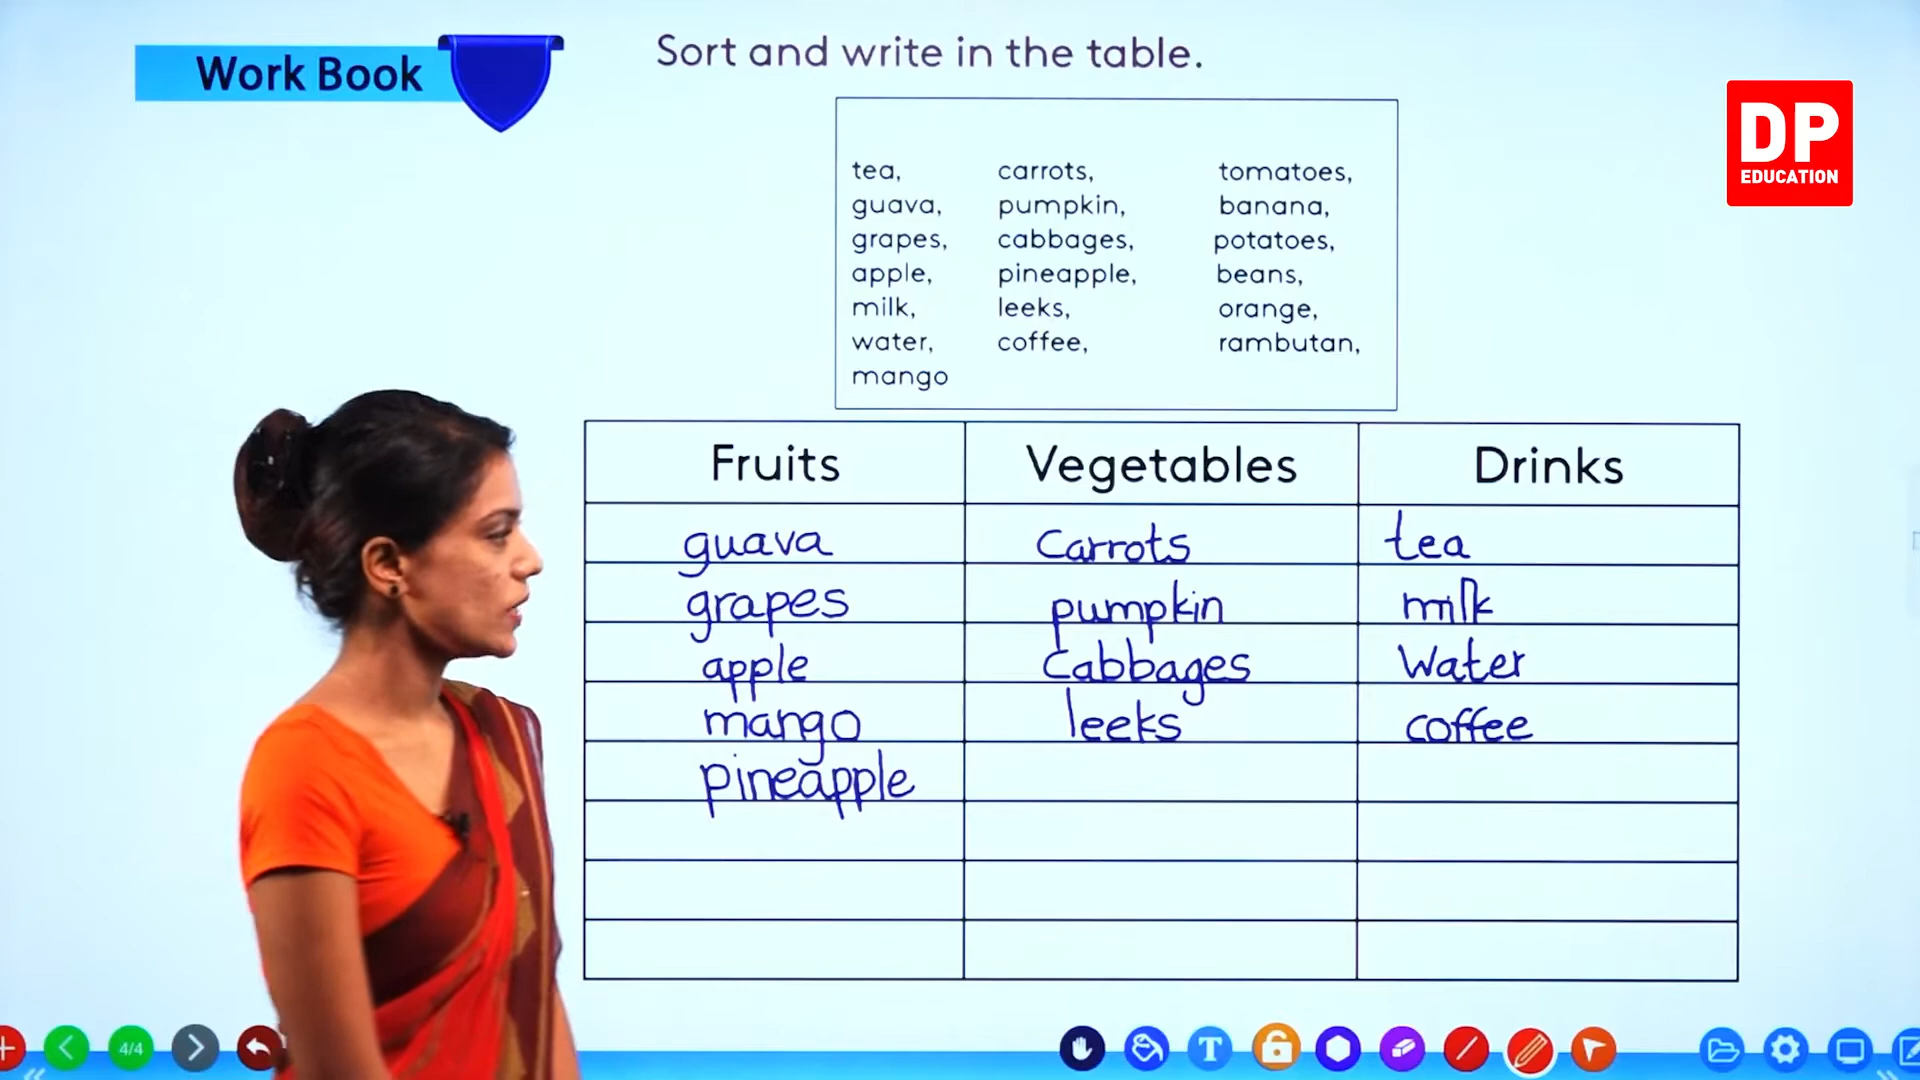 Work Book
Sort and write in the table.
DP
EDUCATION
tea, carrots, tomatoes,
guava, pumpkin, banana,
grapes, cabbages, potatoes,
apple, pineapple, beans,
milk, leeks, orange,
water, coffee, rambutan,
mango
Fruits Vegetables Drinks
guava Carrots tea
grapes pumpkin milk
apple Cabbages Water
mango leeks coffee
pineapple
4/4
T